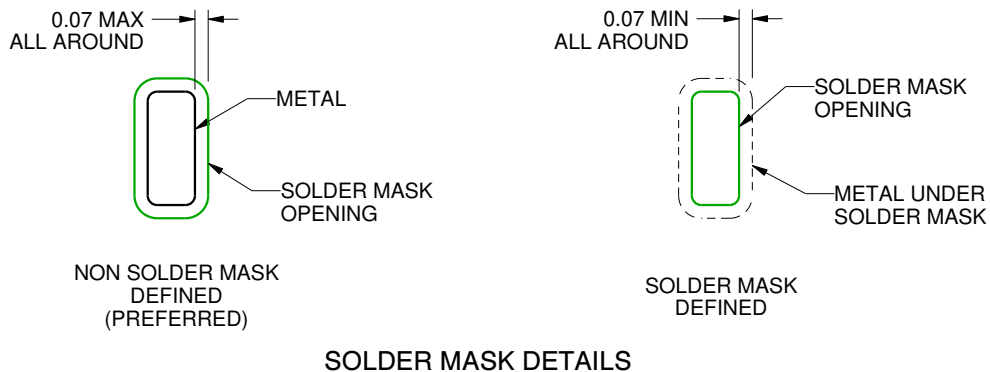 0.07 MAX
ALL AROUND
METAL
SOLDER MASK
OPENING
NON SOLDER MASK
DEFINED
(PREFERRED)
0.07 MIN
ALL AROUND
SOLDER MASK
OPENING
METAL UNDER
SOLDER MASK
SOLDER MASK
DEFINED
SOLDER MASK DETAILS